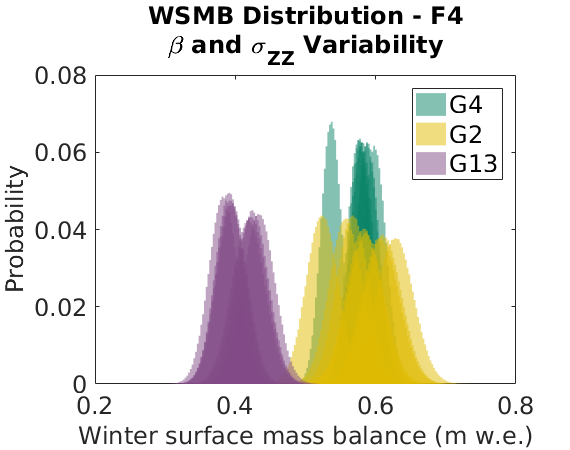 WSMB Distribution - F4
β and σZZ Variability
0.08
0.06
0.04
0.02
0
Probability
G4
G2
G13
0.2 0.4 0.6 0.8
Winter surface mass balance (m w.e.)